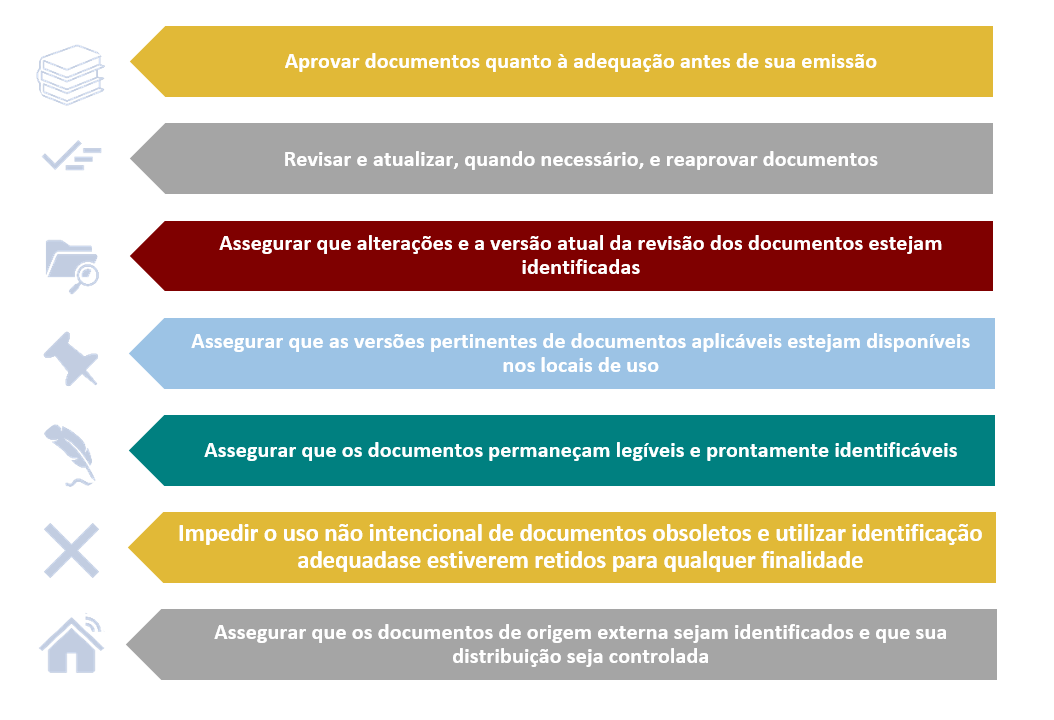 Aprovar documentos quanto à adequação antes de sua emissão
Revisar e atualizar, quando necessário, e reaprovar documentos
Assegurar que alterações e a versão atual da revisão dos documentos estejam
identificadas
Assegurar que as versões pertinentes de documentos aplicáveis estejam disponíveis
nos locais de uso
Assegurar que os documentos permaneçam legíveis e prontamente identificáveis
Impedir o uso não intencional de documentos obsoletos e utilizar identificação
adequadase estiverem retidos para qualquer finalidade
Assegurar que os documentos de origem externa sejam identificados e que sua
distribuição seja controlada